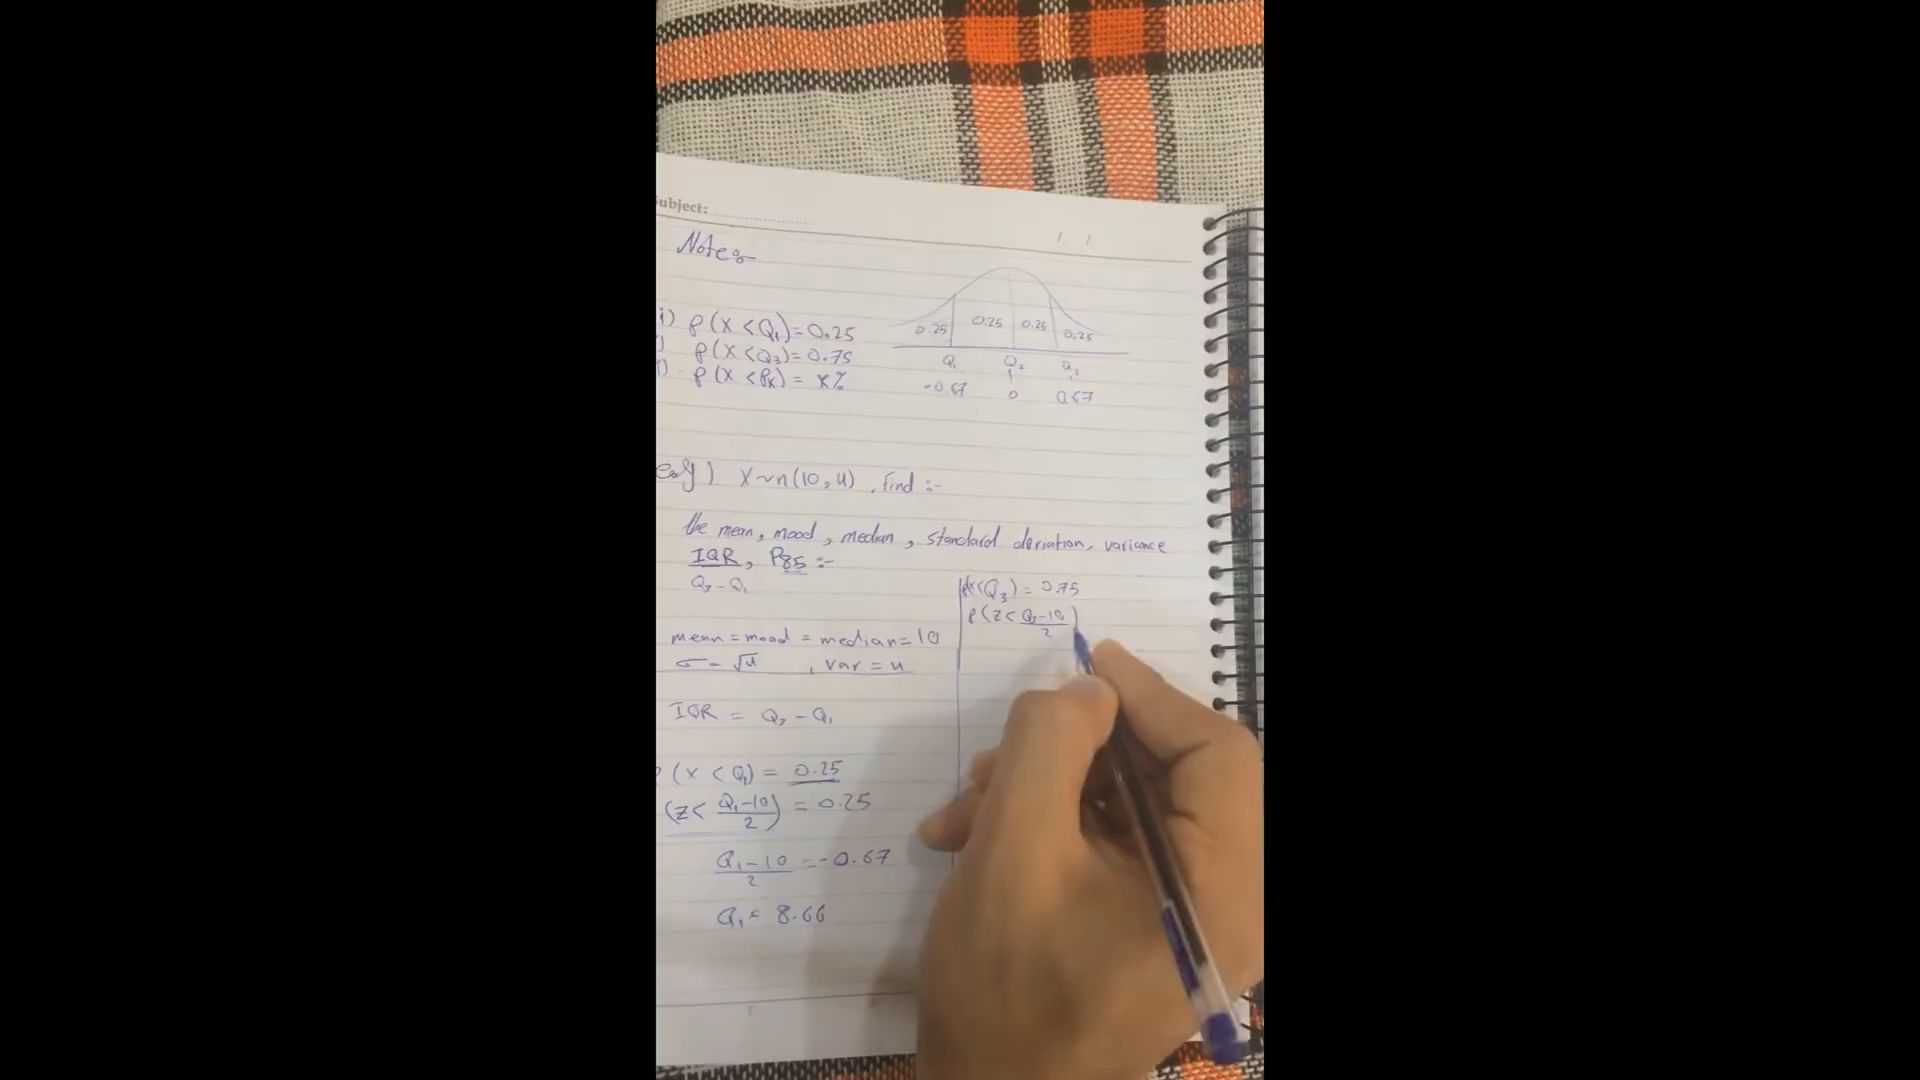 ubject:
Note:
i) P(X<Q₁)=0.25
P(X<Q₃)=0.75
P(X<Pₖ) = K%
0.25 0.25 0.25 0.25
Q₁ Q₂ Q₃
-0.67 0 0.67
e.g) X~n(10,4), Find :-
the mean, mood, median, standard deviation, variance
IQR, P85 :-
Q₃-Q₁
mean = mood = median = 10
σ = √4 , var = 4
IQR = Q₃ - Q₁
P(X < Q₁) = 0.25
(Z< (Q₁-10)/2) = 0.25
(Q₁-10)/2 = -0.67
Q₁ = 8.66
(Q₃) = 0.75
P(Z< (Q₃-10)/2)